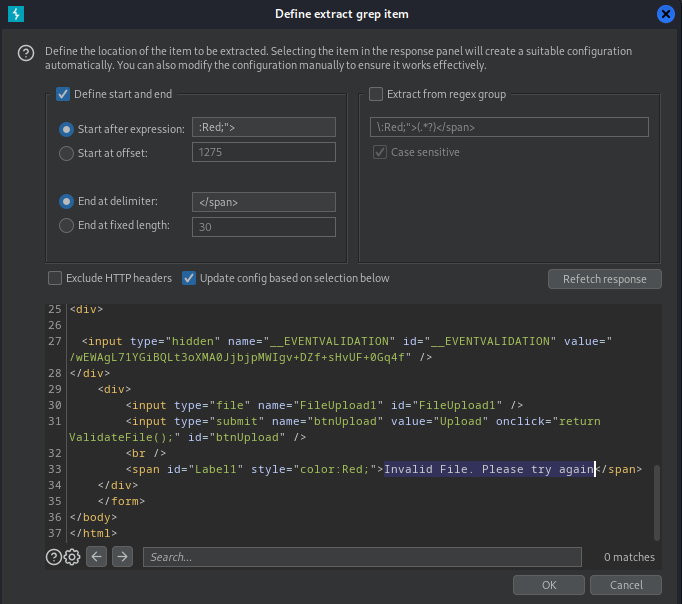 Define extract grep item
Define the location of the item to be extracted. Selecting the item in the response panel will create a suitable configuration
automatically. You can also modify the configuration manually to ensure it works effectively.
Define start and end
Start after expression: :Red;">
Start at offset: 1275
End at delimiter: </span>
End at fixed length: 30
Extract from regex group
\:Red;">(.*?)</span>
Case sensitive
Exclude HTTP headers
Update config based on selection below
Refetch response
25 <div>
26
27 <input type="hidden" name="__EVENTVALIDATION" id="__EVENTVALIDATION" value="
/wEWAgL71YGiBQLt3oXMA0JjbjpMWIgv+DZf+sHvUF+0Gq4f" />
28 </div>
29 <div>
30 <input type="file" name="FileUpload1" id="FileUpload1" />
31 <input type="submit" name="btnUpload" value="Upload" onclick="return
ValidateFile();" id="btnUpload" />
32 <br />
33 <span id="Label1" style="color:Red;">Invalid File. Please try again</span>
34 </div>
35 </form>
36 </body>
37 </html>
Search...
0 matches
OK
Cancel